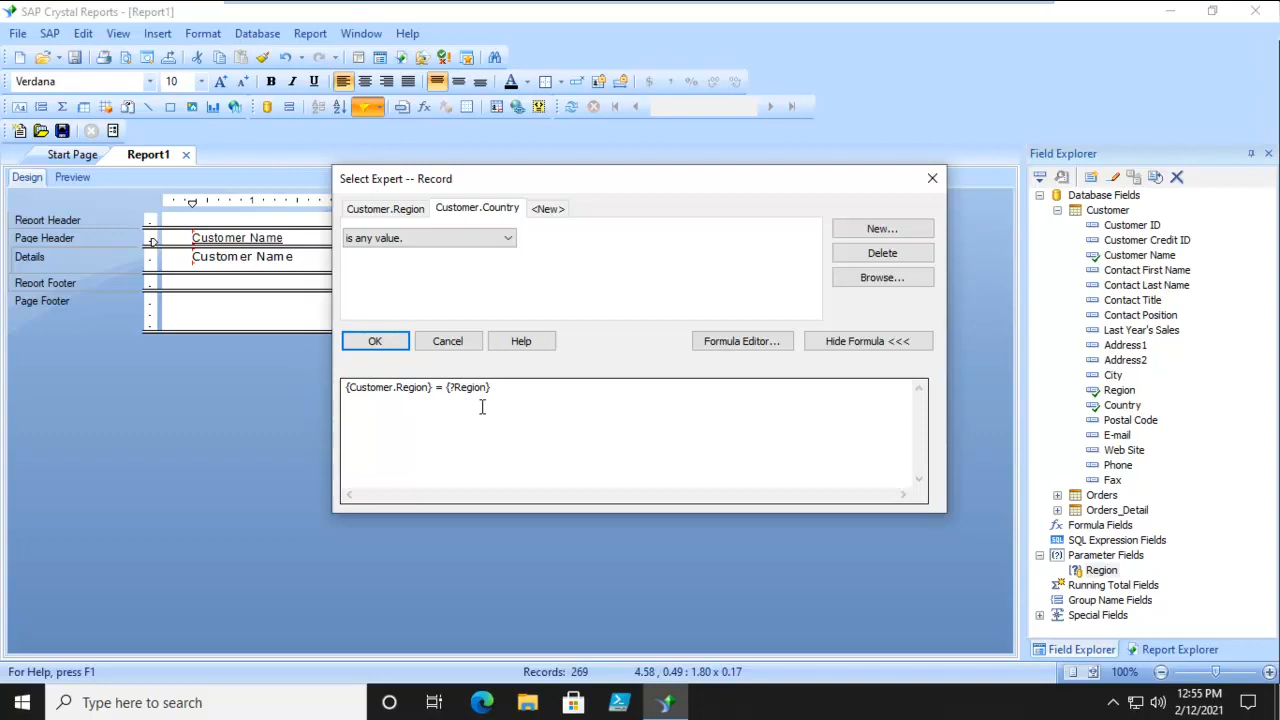 SAP Crystal Reports - [Report1]
File SAP Edit View Insert Format Database Report Window Help
Verdana 10
Start Page Report1
Design Preview
Report Header
Page Header
Customer Name
Details
Customer Name
Report Footer
Page Footer
Select Expert -- Record
Customer.Region Customer.Country <New>
is any value.
New...
Delete
Browse...
OK Cancel Help Formula Editor... Hide Formula <<<
{Customer.Region} = {?Region}
Field Explorer
Database Fields
Customer
Customer ID
Customer Credit ID
Customer Name
Contact First Name
Contact Last Name
Contact Title
Contact Position
Last Year's Sales
Address1
Address2
City
Region
Country
Postal Code
E-mail
Web Site
Phone
Fax
Orders
Orders_Detail
Formula Fields
SQL Expression Fields
Parameter Fields
Region
Running Total Fields
Group Name Fields
Special Fields
Field Explorer Report Explorer
For Help, press F1 Records: 269 4.58 , 0.49 : 1.80 x 0.17 100%
Type here to search
12:55 PM
2/12/2021